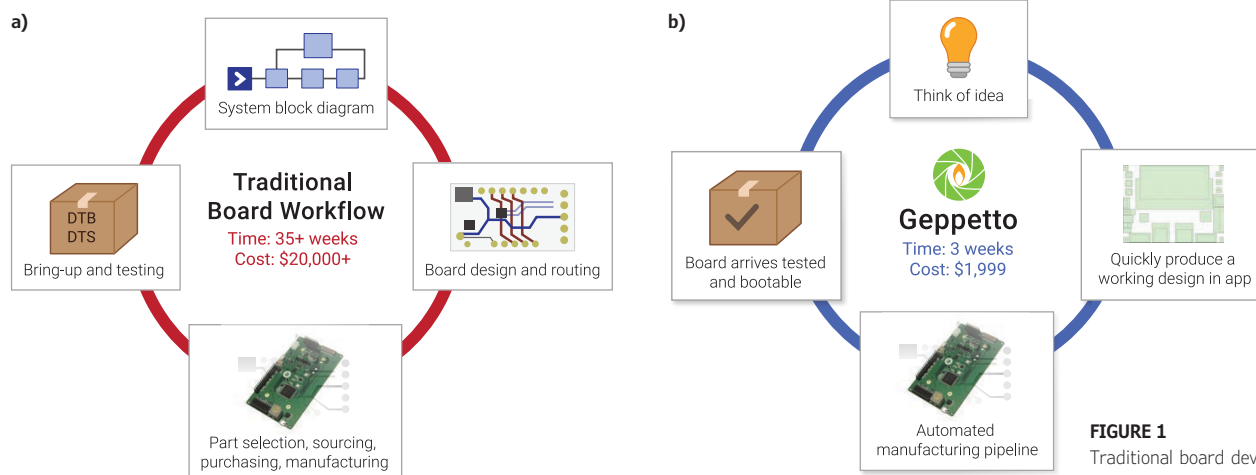 a)
System block diagram
Traditional
Board Workflow
Time: 35+ weeks
Cost: $20,000+
DTB
DTS
Bring-up and testing
Board design and routing
Part selection, sourcing,
purchasing, manufacturing
b)
Think of idea
Geppetto
Time: 3 weeks
Cost: $1,999
Board arrives tested
and bootable
Quickly produce a
working design in app
Automated
manufacturing pipeline
FIGURE 1
Traditional board dev